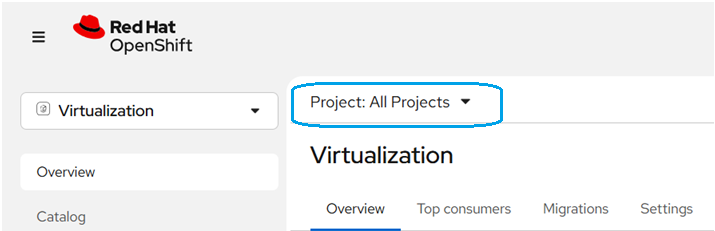 Red Hat
OpenShift
Virtualization
Project: All Projects
Virtualization
Overview
Overview Top consumers Migrations Settings
Catalog